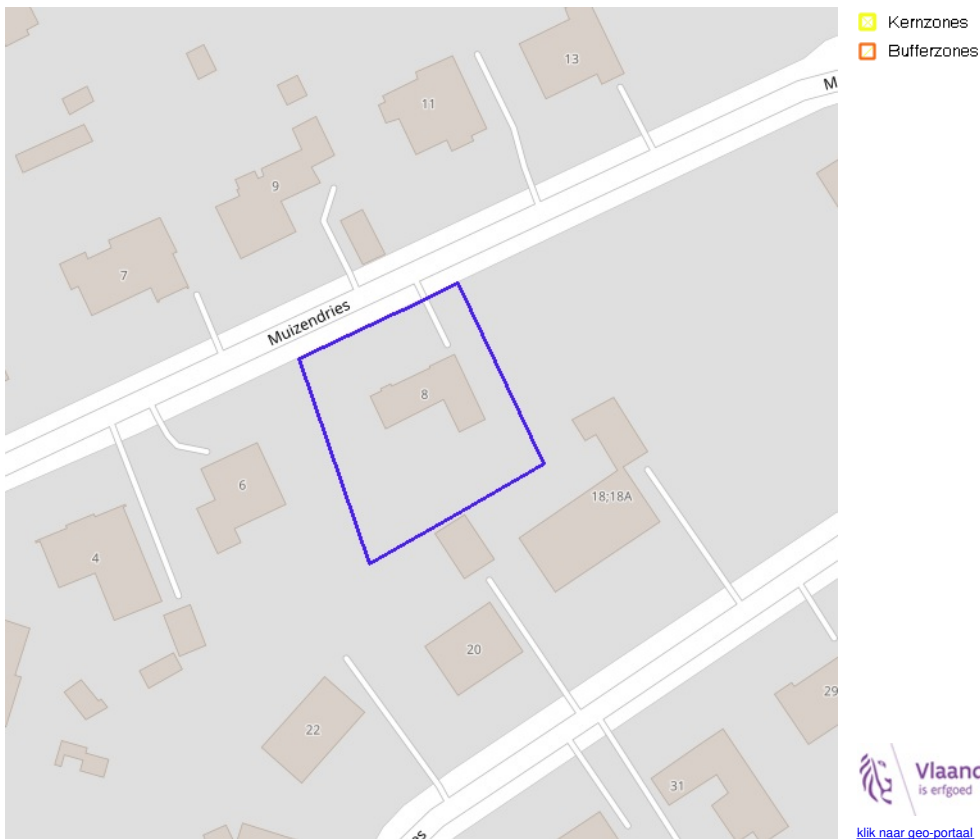 Kernzones
Bufferzones
13
M
11
9
7
Muizendries
8
6
18;18A
4
20
29
22
31
es
Vlaand
is erfgoed
klik naar geo-portaal